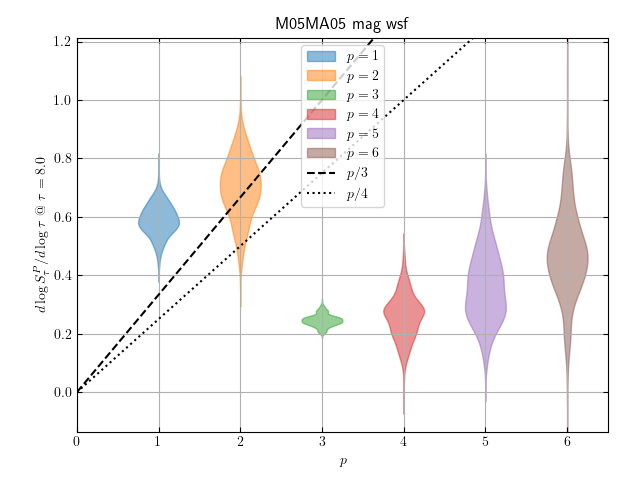 M05MA05 mag wsf
d log S_τ^P / d log τ @ τ = 8.0
1.2
1.0
0.8
0.6
0.4
0.2
0.0
p = 1
p = 2
p = 3
p = 4
p = 5
p = 6
p/3
p/4
0 1 2 3 4 5 6
p